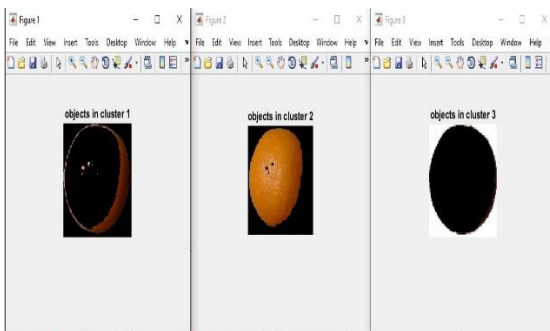 Figure 1
File Edit View Insert Tools Desktop Window Help
objects in cluster 1
Figure 2
File Edit View Insert Tools Desktop Window Help
objects in cluster 2
Figure 3
File Edit View Insert Tools Desktop Window Help
objects in cluster 3